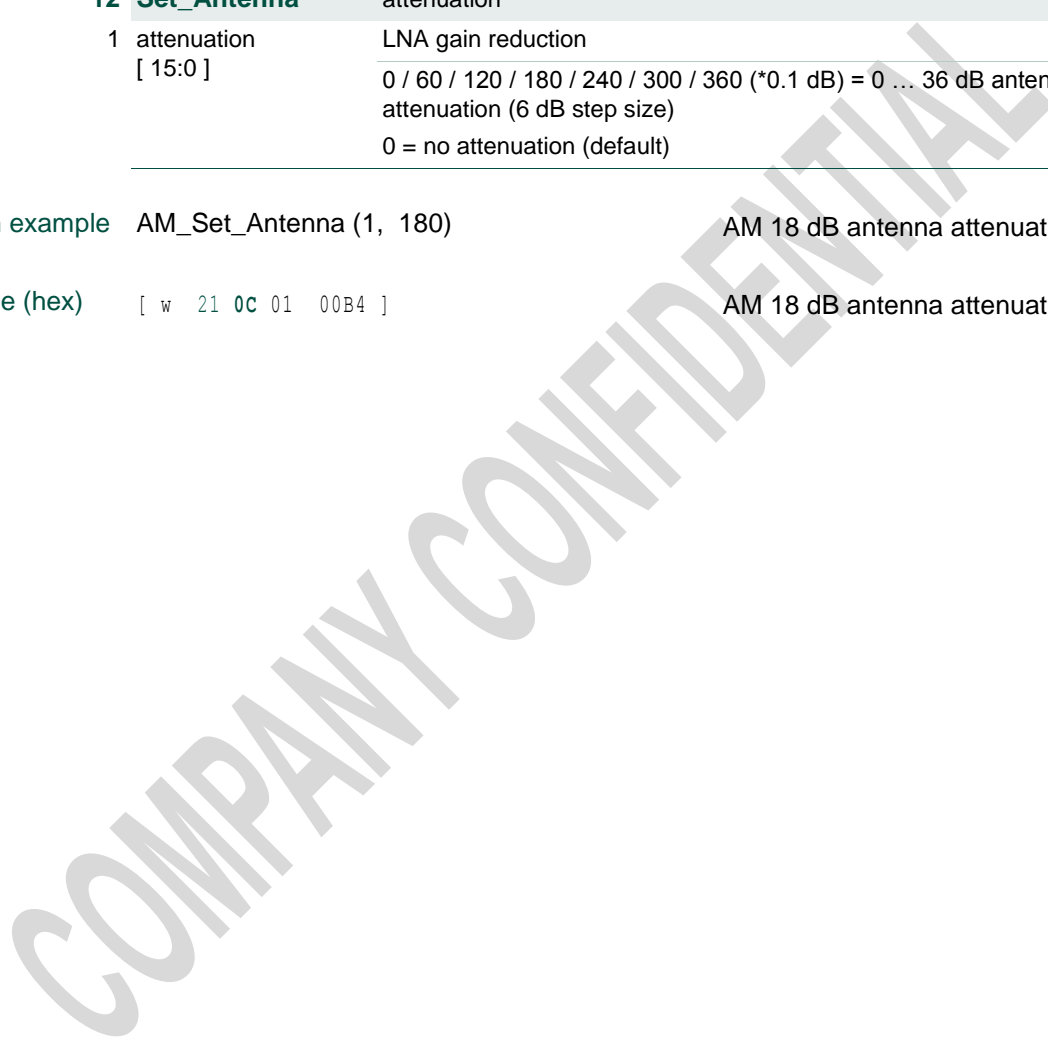 12 Set_Antenna attenuation
1 attenuation LNA gain reduction
[ 15:0 ]
0 / 60 / 120 / 180 / 240 / 300 / 360 (*0.1 dB) = 0 … 36 dB anten
attenuation (6 dB step size)
0 = no attenuation (default)
example AM_Set_Antenna (1, 180) AM 18 dB antenna attenuat
e (hex) [ w 21 0C 01 00B4 ] AM 18 dB antenna attenuat
COMPANY CONFIDENTIAL